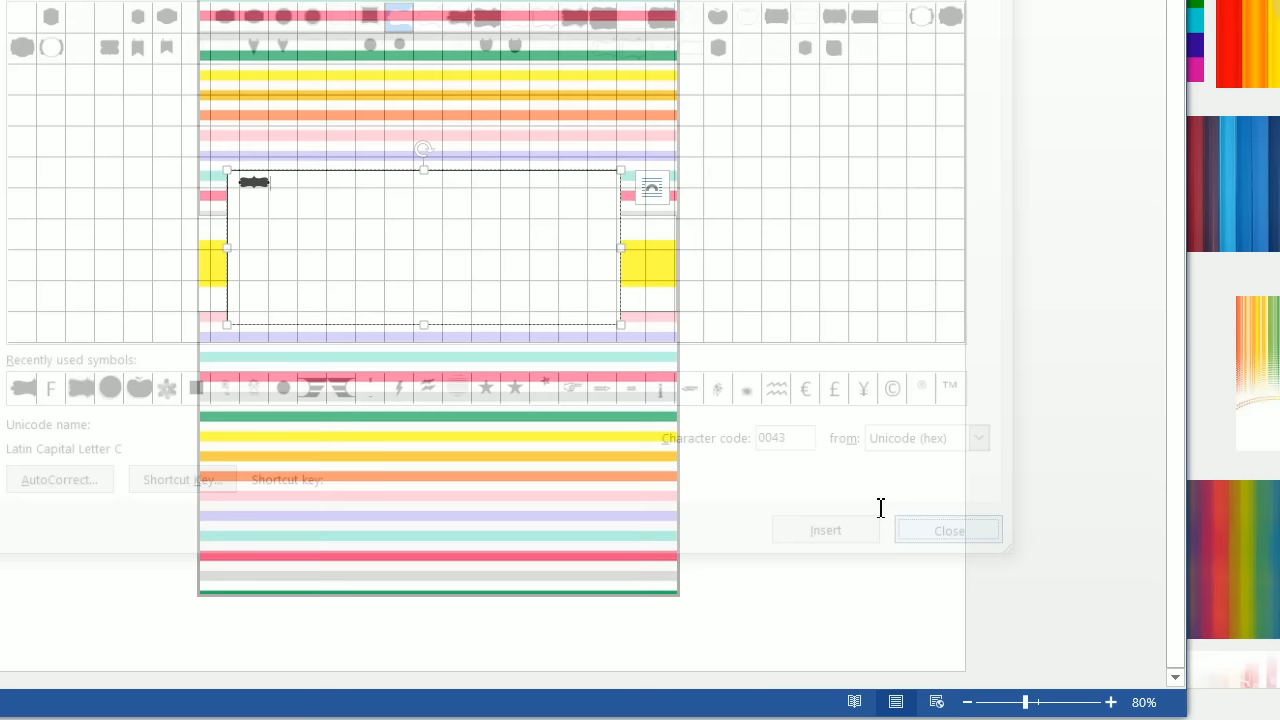 Recently used symbols:
F € £ ¥ © ® ™
Unicode name:
Latin Capital Letter C
Character code: 0043 from: Unicode (hex)
AutoCorrect... Shortcut Key... Shortcut key:
Insert Close
80%